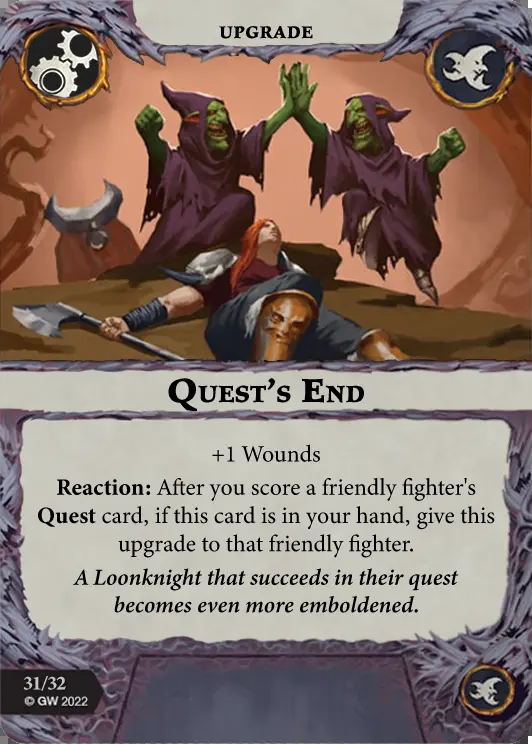 UPGRADE
QUEST'S END
+1 Wounds
Reaction: After you score a friendly fighter's
Quest card, if this card is in your hand, give this
upgrade to that friendly fighter.
A Loonknight that succeeds in their quest
becomes even more emboldened.
31/32
© GW 2022